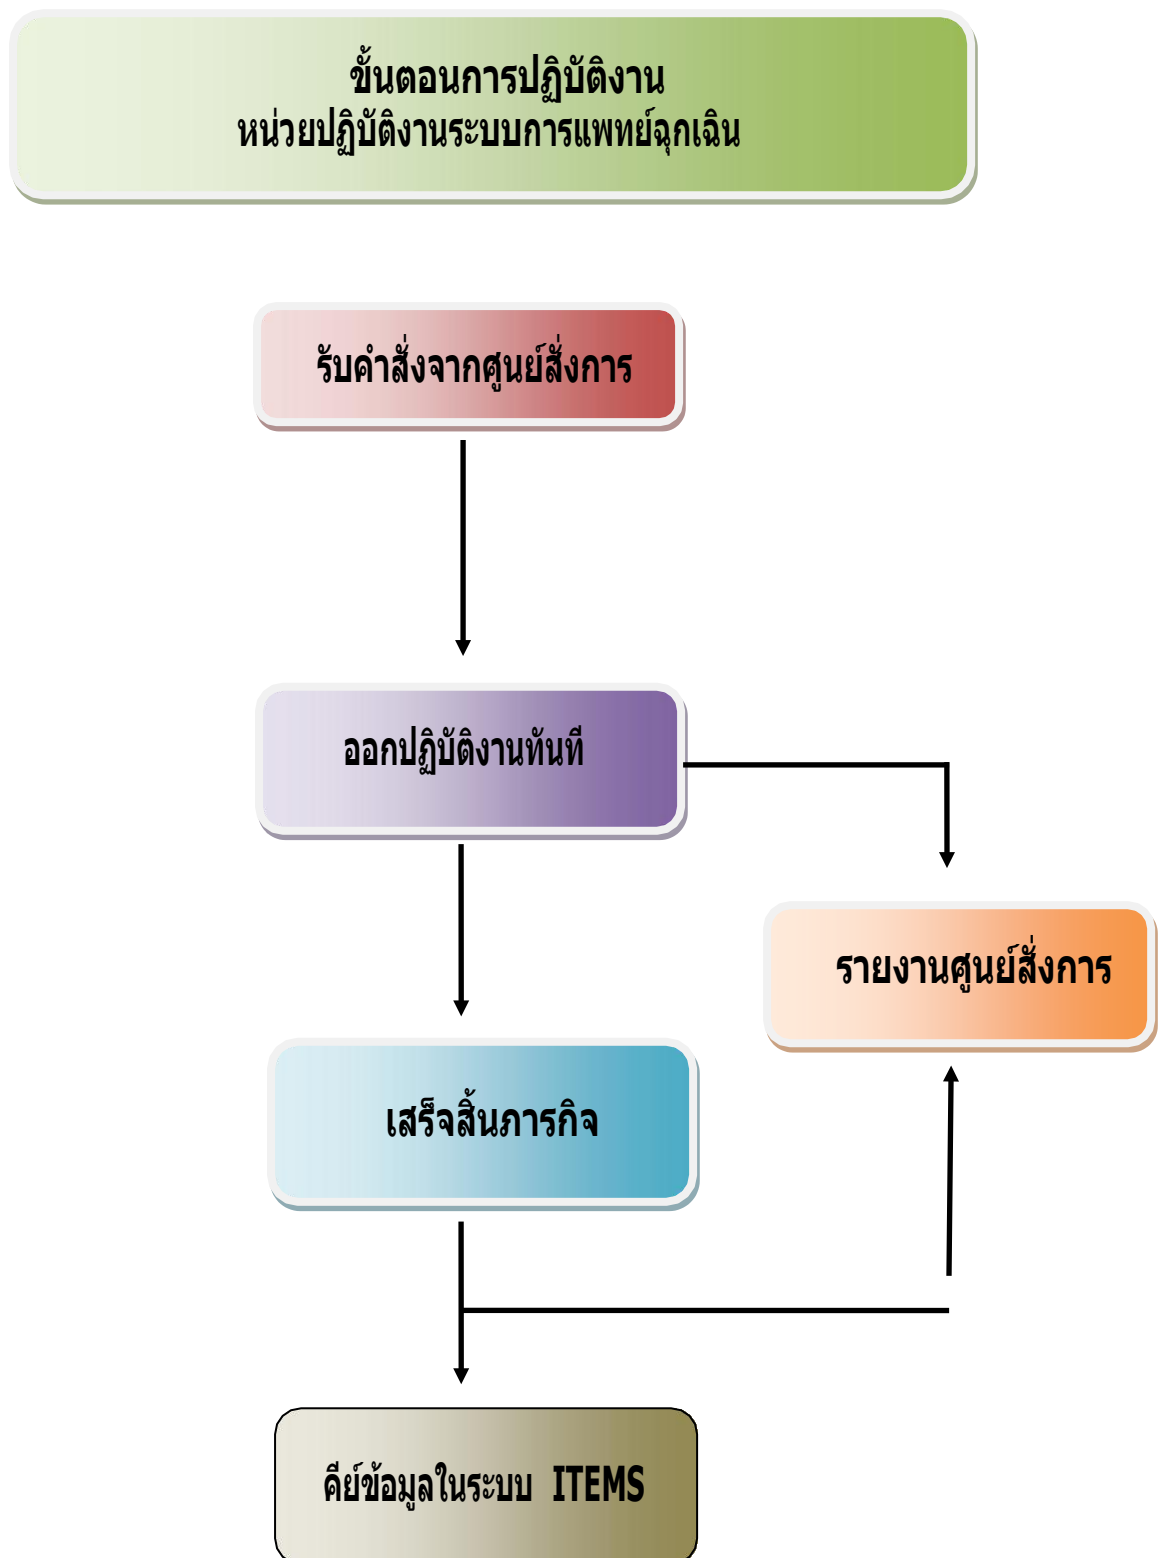 ขั้นตอนการปฏิบัติงาน
หน่วยปฏิบัติงานระบบการแพทย์ฉุกเฉิน
รับคำสั่งจากศูนย์สั่งการ
ออกปฏิบัติงานทันที
รายงานศูนย์สั่งการ
เสร็จสิ้นภารกิจ
คีย์ข้อมูลในระบบ ITEMS